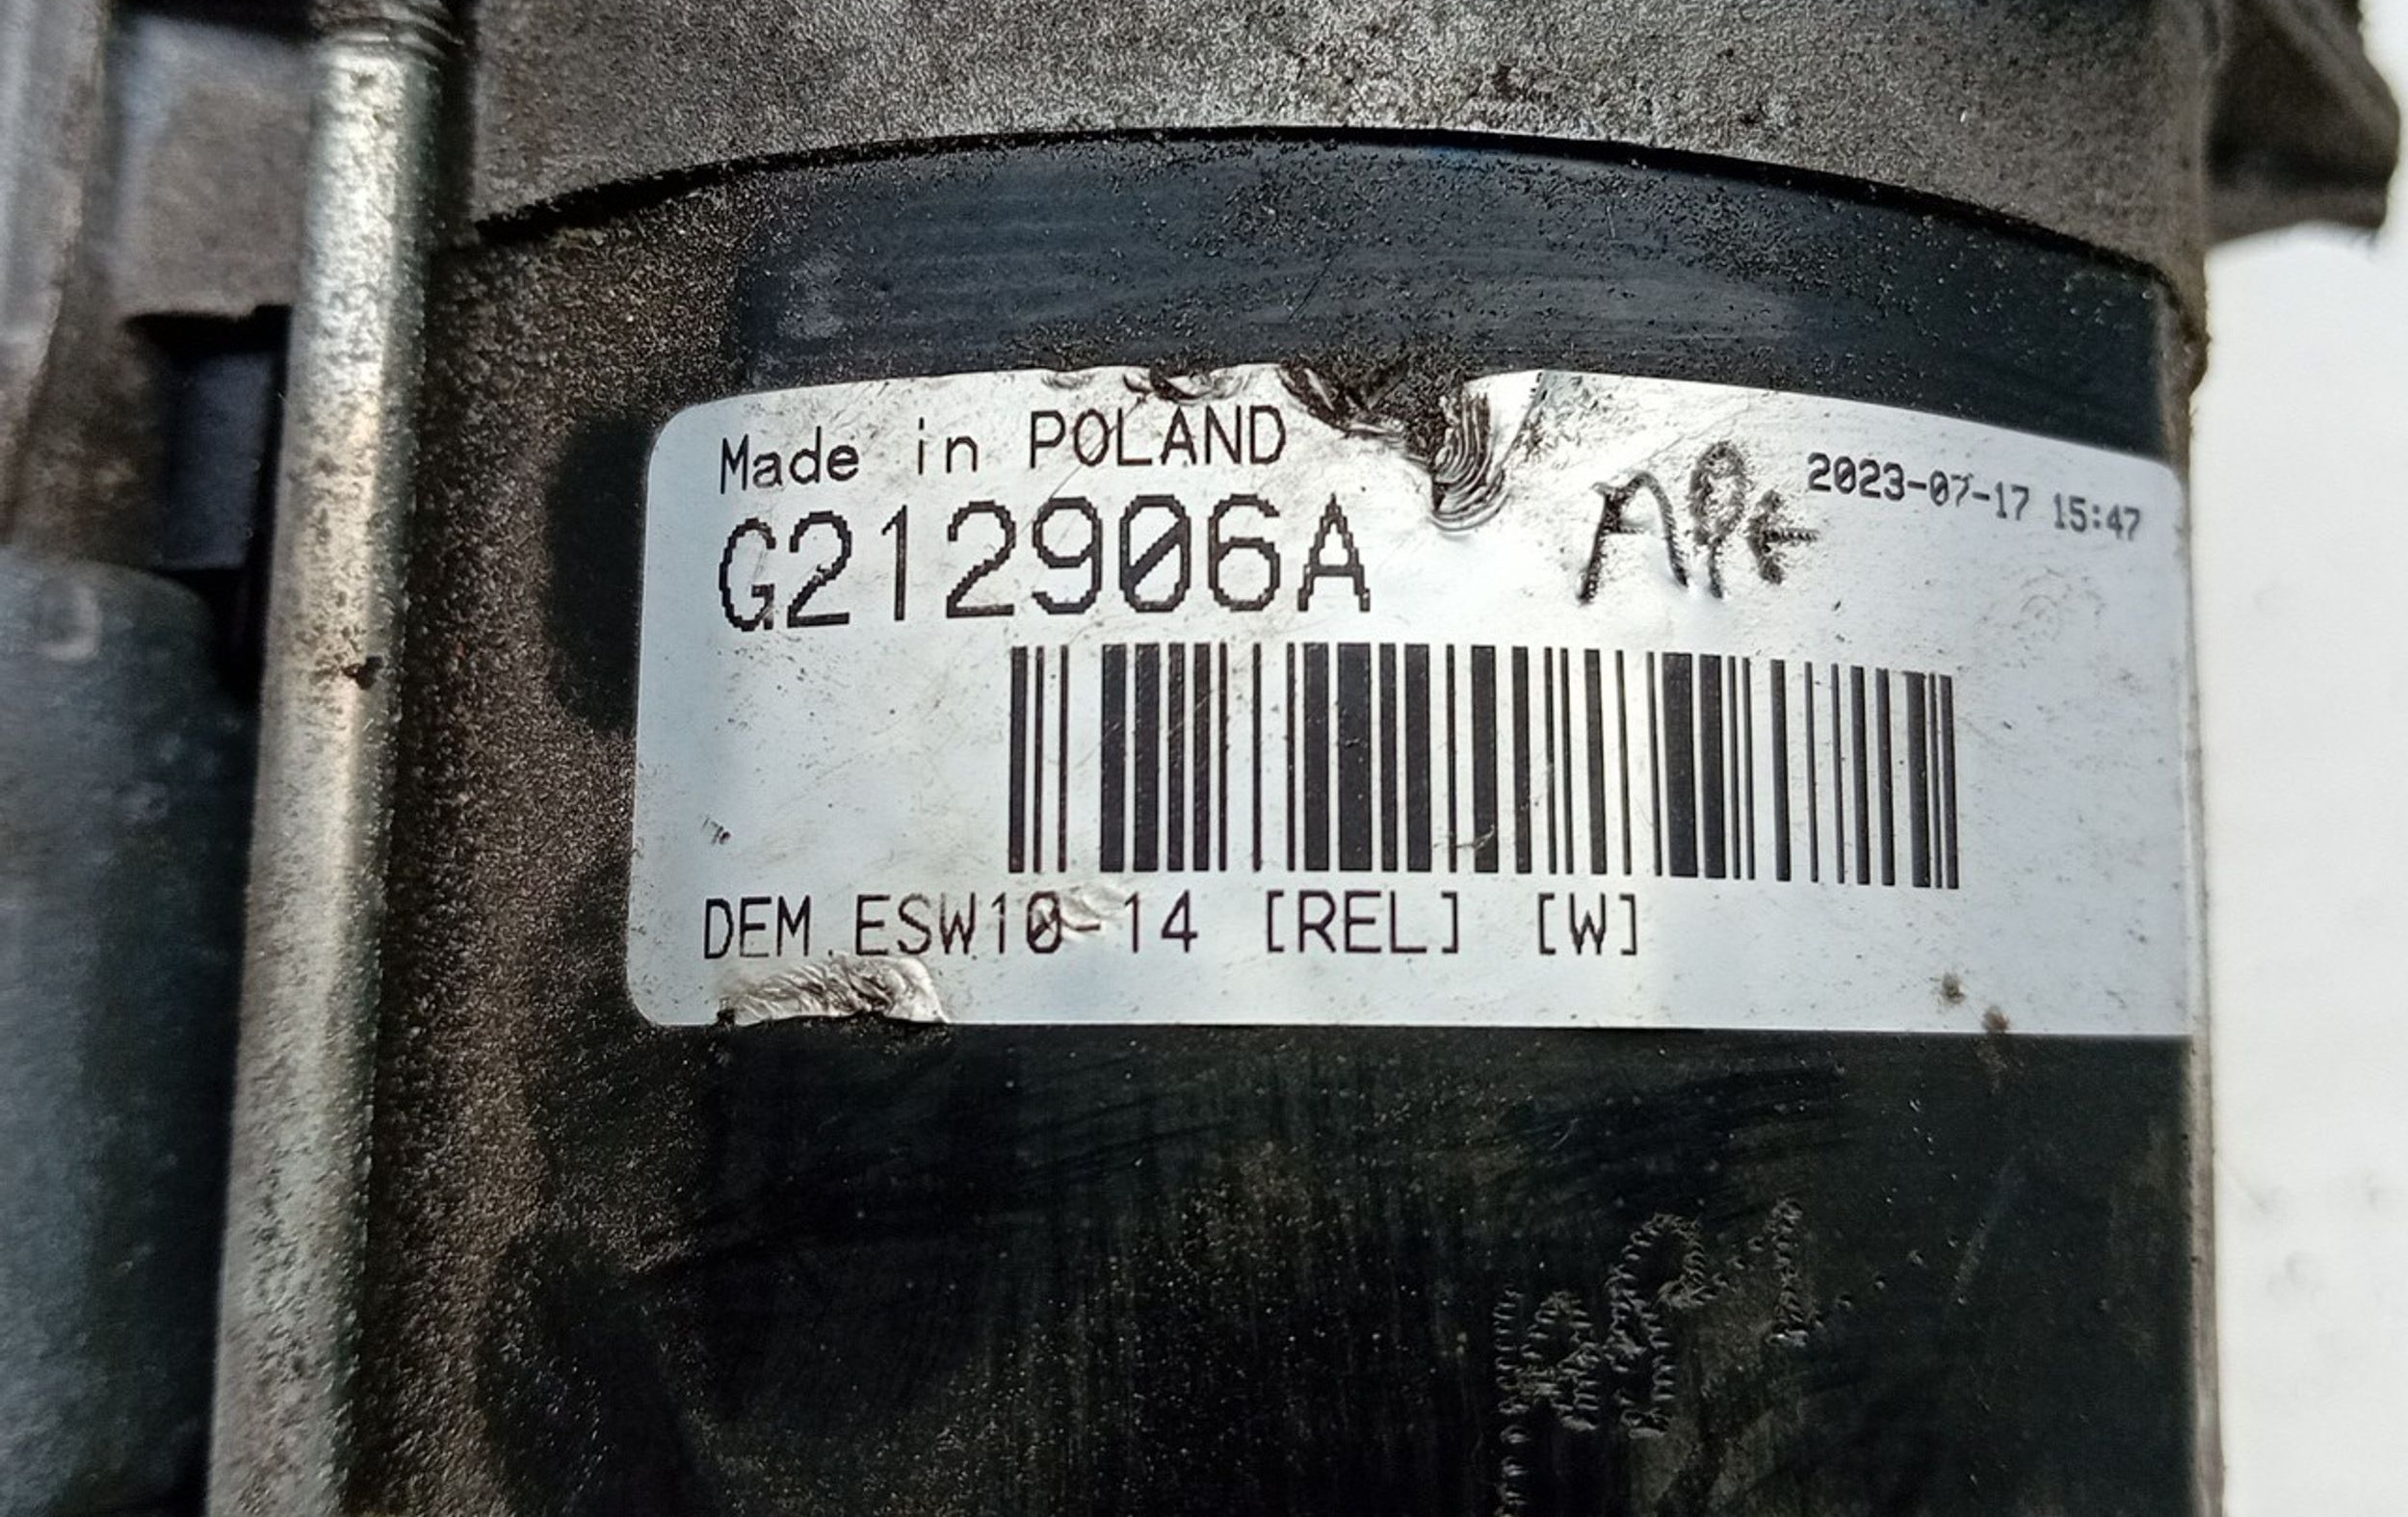 Made in POLAND
2023-07-17 15:47
G212906A
DEM.ESW10-14 [REL] [W]